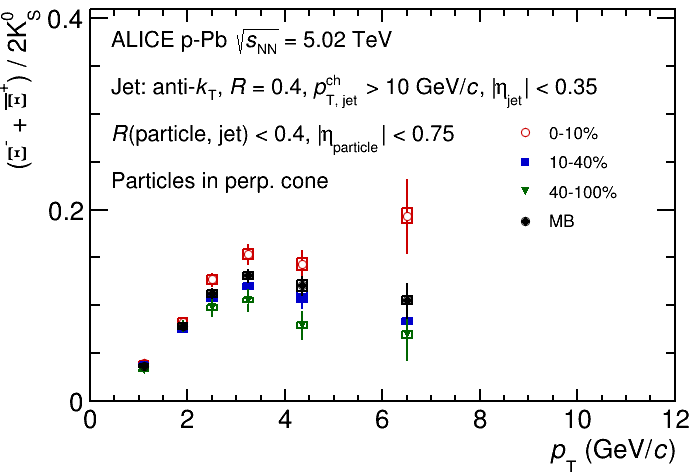 (Ξ⁻ + Ξ̅⁺) / 2K⁰_S
0.4
0.2
0
ALICE p-Pb √s_NN = 5.02 TeV
Jet: anti-k_T, R = 0.4, p^ch_T, jet > 10 GeV/c, |η_jet| < 0.35
R(particle, jet) < 0.4, |η_particle| < 0.75
Particles in perp. cone
0-10%
10-40%
40-100%
MB
0 2 4 6 8 10 12
p_T (GeV/c)